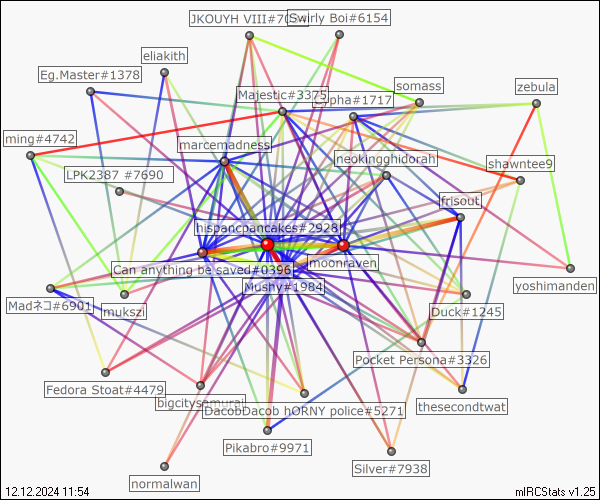 JKOUYH VIII#70
Swirly Boi#6154
eliakith
Eg.Master#1378
somass
zebula
Majestic#3375
pha#1717
ming#4742
marcemadness
neokingghidorah
shawntee9
LPK2387 #7690
frisout
hispancpancakes#2928
moonraven
Can anything be saved#0396
yoshimanden
Mushy#1984
Madネコ#6901
mukszi
Duck#1245
Pocket Persona#3326
Fedora Stoat#4479
bigcitysamurai
DacobDacob hORNY police#5271
thesecondtwat
Pikabro#9971
Silver#7938
normalwan
12.12.2024 11:54
mIRCStats v1.25